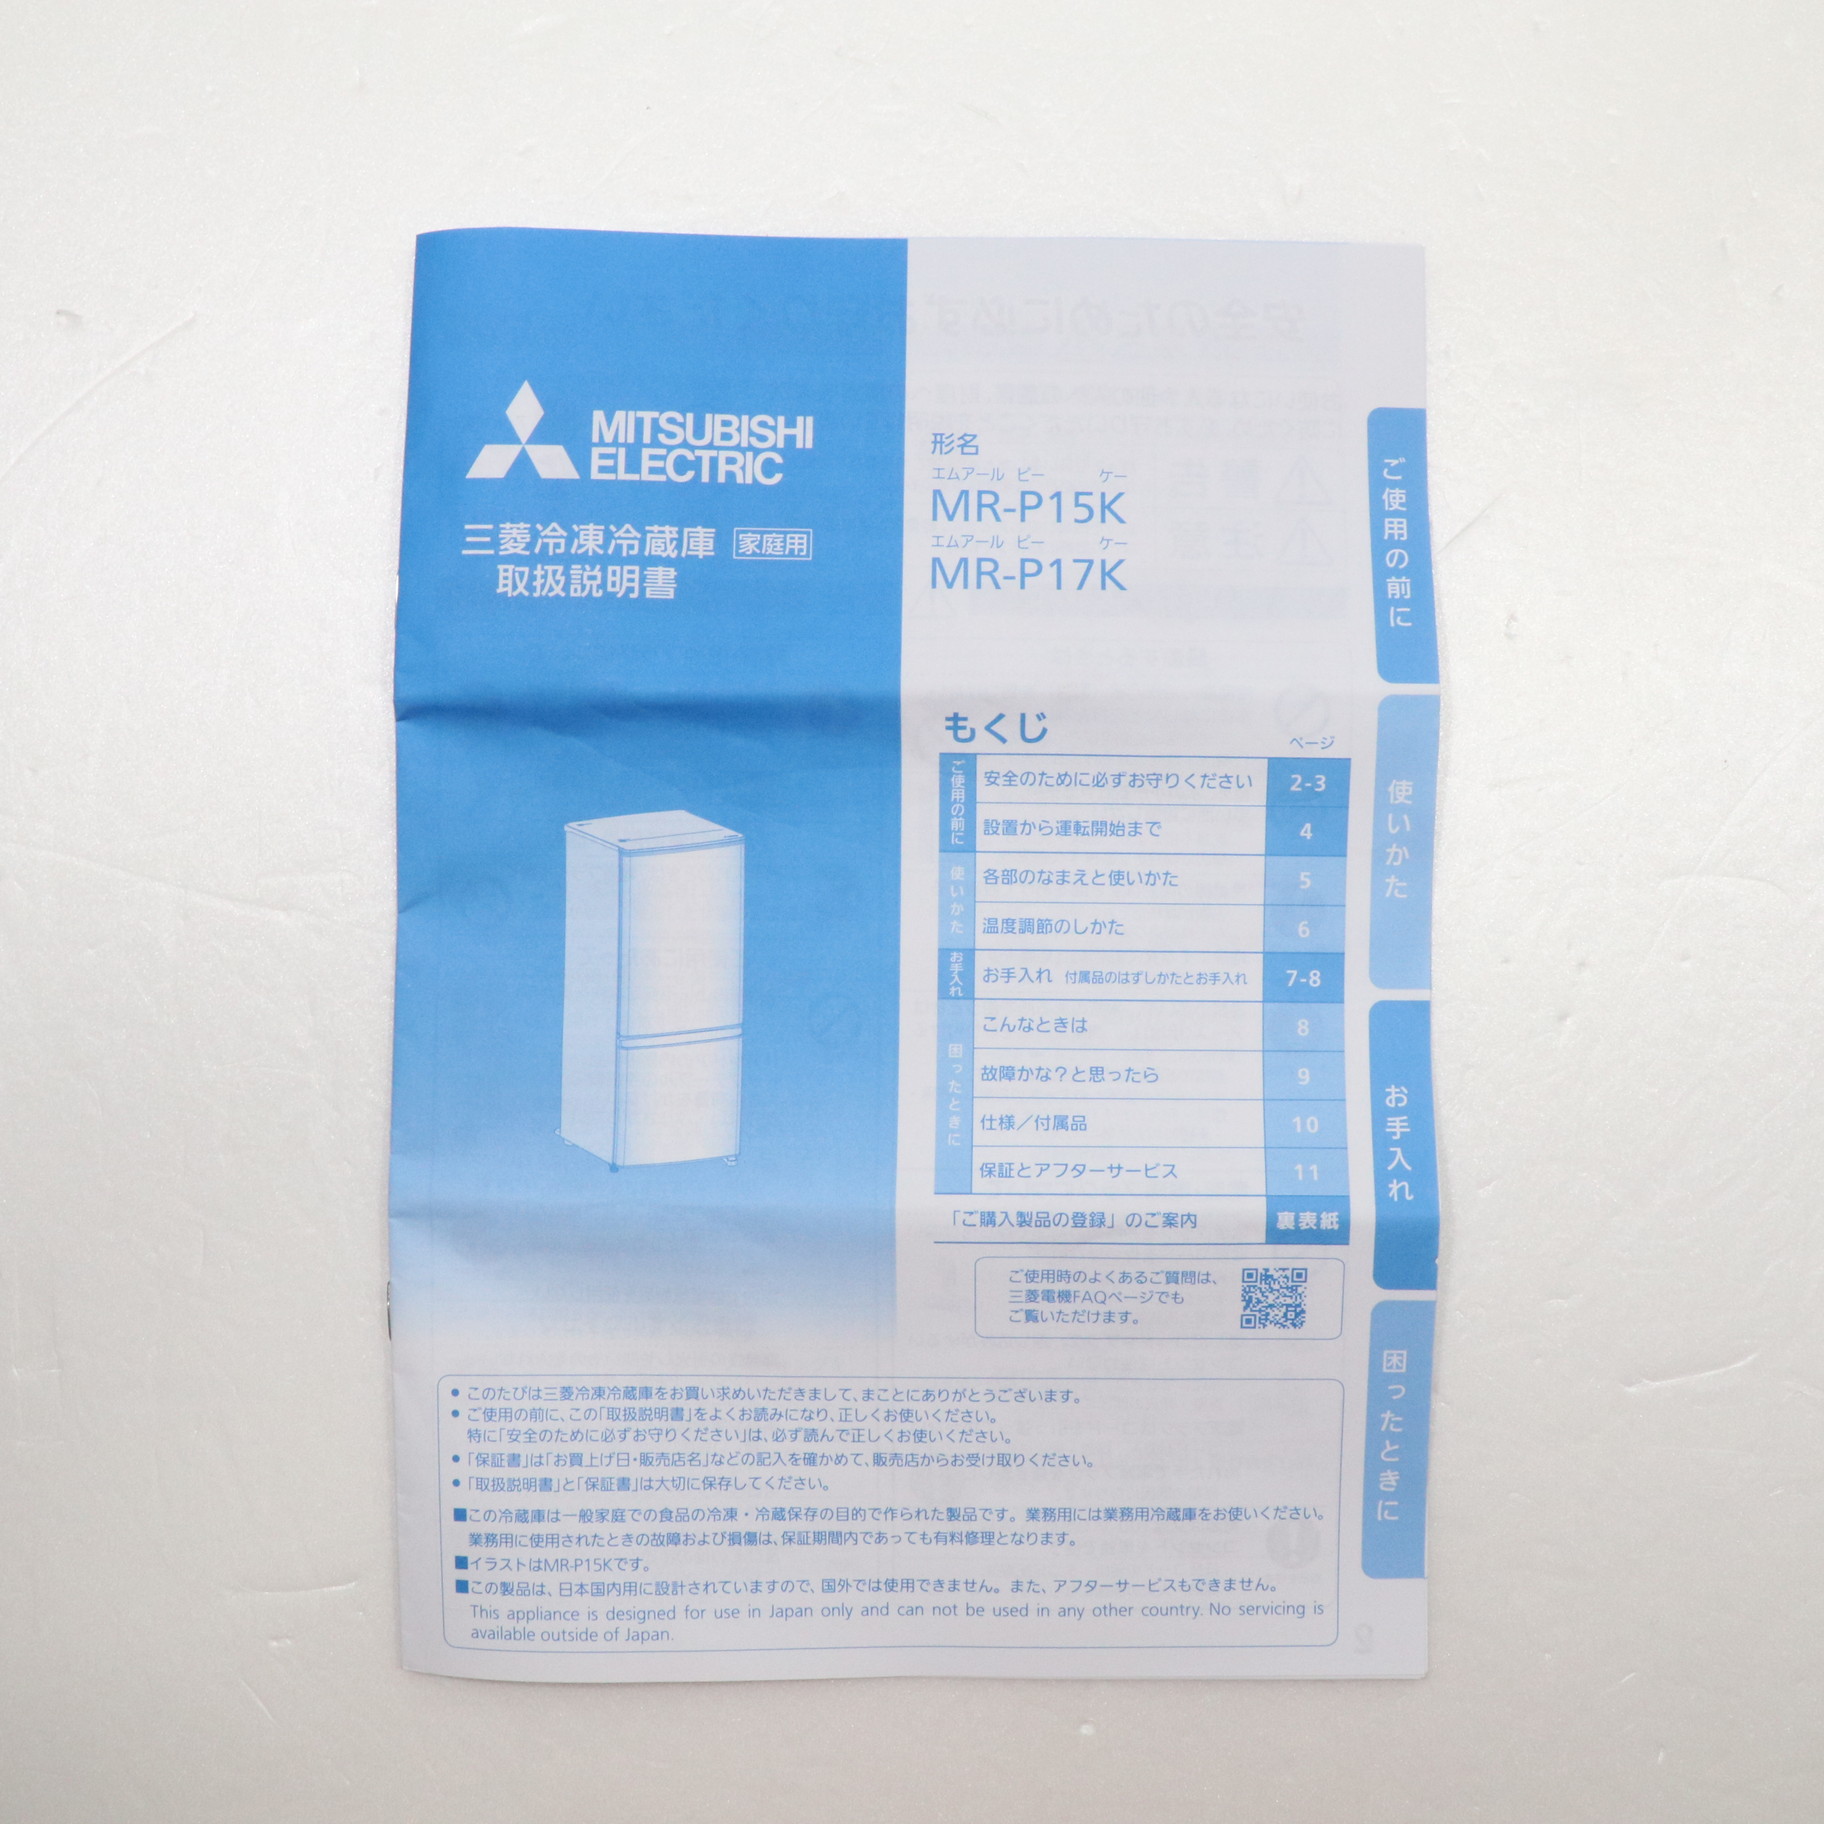 MITSUBISHI
ELECTRIC
三菱冷凍冷蔵庫 家庭用
取扱説明書
形名
エムアール ピー ケー
MR-P15K
エムアール ピー ケー
MR-P17K
もくじ
ページ
ご使用の前に
安全のために必ずお守りください 2-3
設置から運転開始まで 4
使いかた
各部のなまえと使いかた 5
温度調節のしかた 6
お手入れ
お手入れ 付属品のはずしかたとお手入れ 7-8
困ったときに
こんなときは 8
故障かな?と思ったら 9
仕様/付属品 10
保証とアフターサービス 11
「ご購入製品の登録」のご案内 裏表紙
ご使用時のよくあるご質問は、
三菱電機FAQページでも
ご覧いただけます。
● このたびは三菱冷凍冷蔵庫をお買い求めいただきまして、まことにありがとうございます。
● ご使用の前に、この「取扱説明書」をよくお読みになり、正しくお使いください。
特に「安全のために必ずお守りください」は、必ず読んで正しくお使いください。
● 「保証書」は「お買上げ日・販売店名」などの記入を確かめて、販売店からお受け取りください。
● 「取扱説明書」と「保証書」は大切に保存してください。
■この冷蔵庫は一般家庭での食品の冷凍・冷蔵保存の目的で作られた製品です。業務用には業務用冷蔵庫をお使いください。
業務用に使用されたときの故障および損傷は、保証期間内であっても有料修理となります。
■イラストはMR-P15Kです。
■この製品は、日本国内用に設計されていますので、国外では使用できません。また、アフターサービスもできません。
This appliance is designed for use in Japan only and can not be used in any other country. No servicing is
available outside of Japan.
ご使用の前に
使いかた
お手入れ
困ったときに